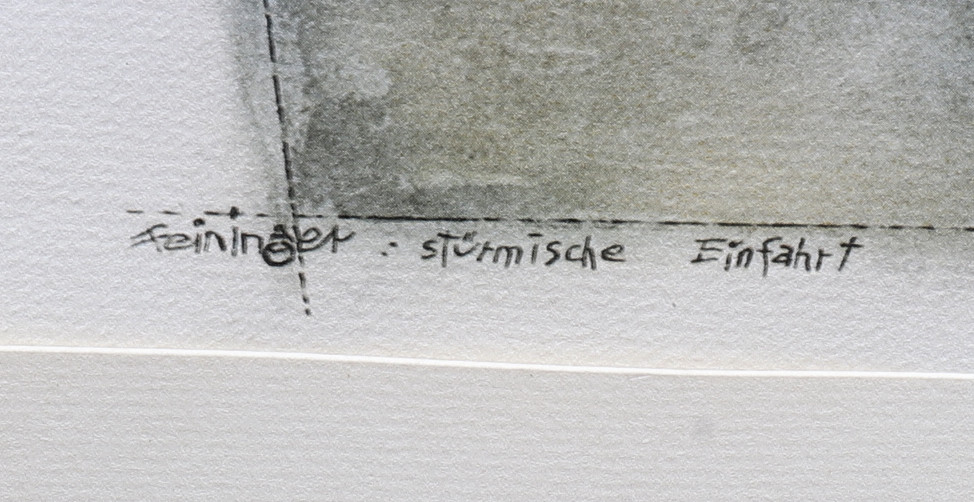 Feininger : stürmische Einfahrt